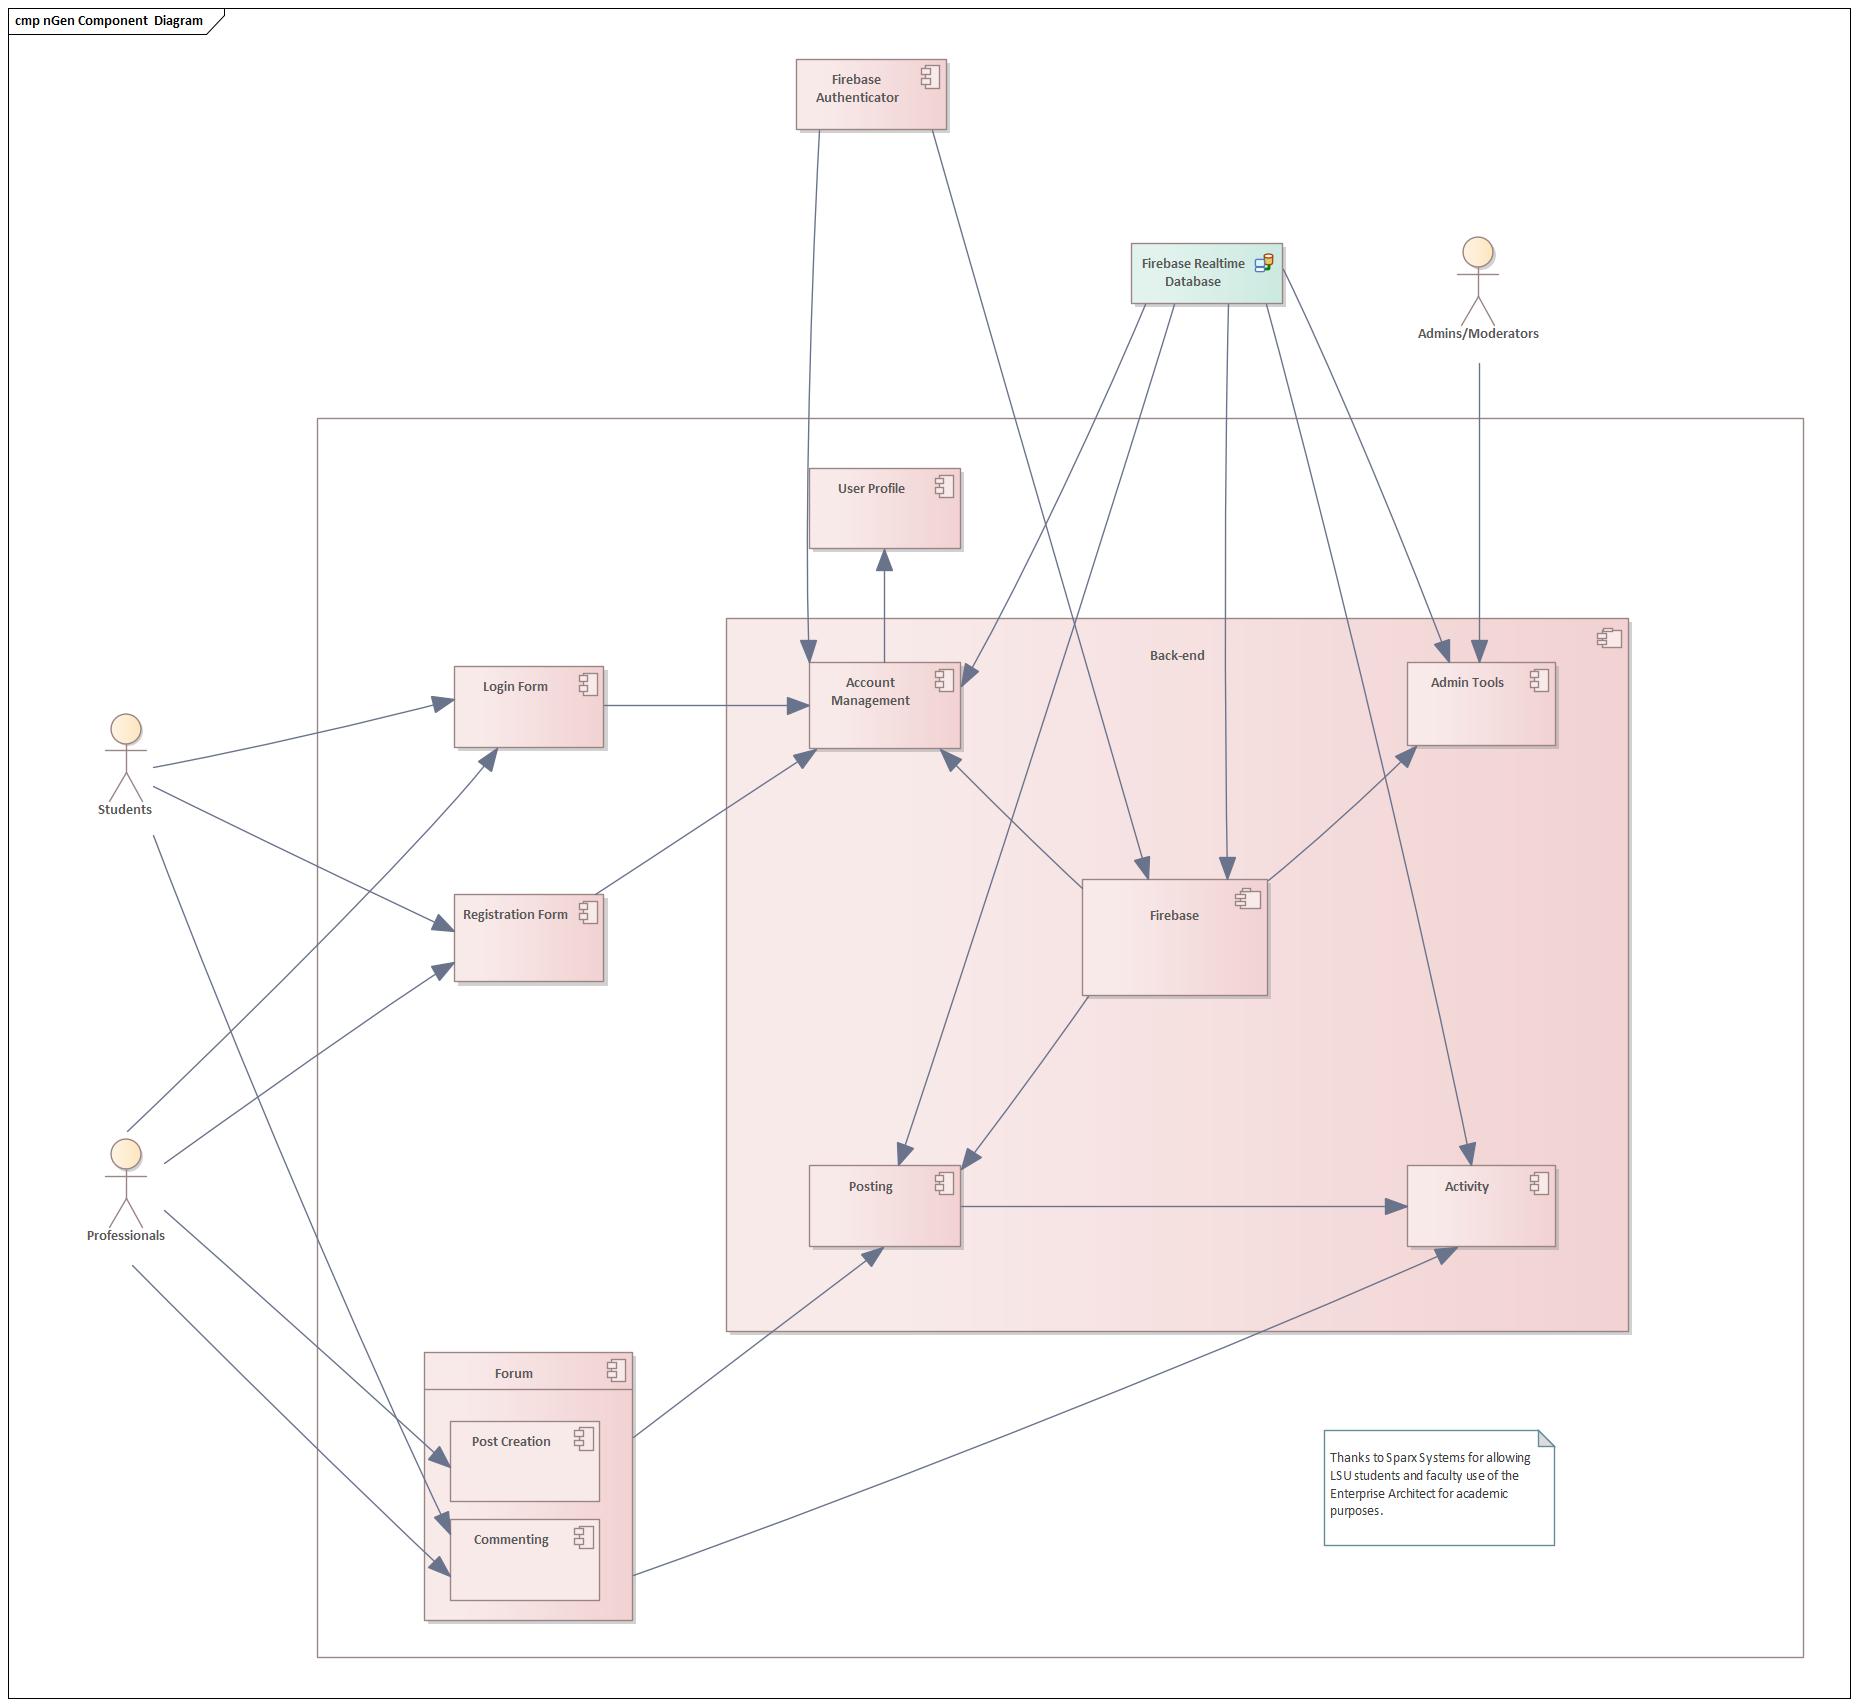 cmp nGen Component  Diagram
Firebase
Authenticator
Firebase Realtime
Database
Admins/Moderators
User Profile
Back-end
Login Form
Account
Management
Admin Tools
Students
Registration Form
Firebase
Posting
Activity
Professionals
Forum
Post Creation
Commenting
Thanks to Sparx Systems for allowing
LSU students and faculty use of the
Enterprise Architect for academic
purposes.